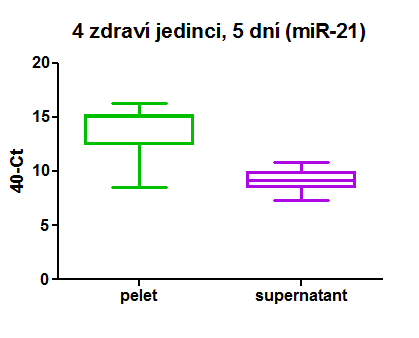 4 zdraví jedinci, 5 dní (miR-21)
20
15
10
5
0
40-Ct
pelet
supernatant